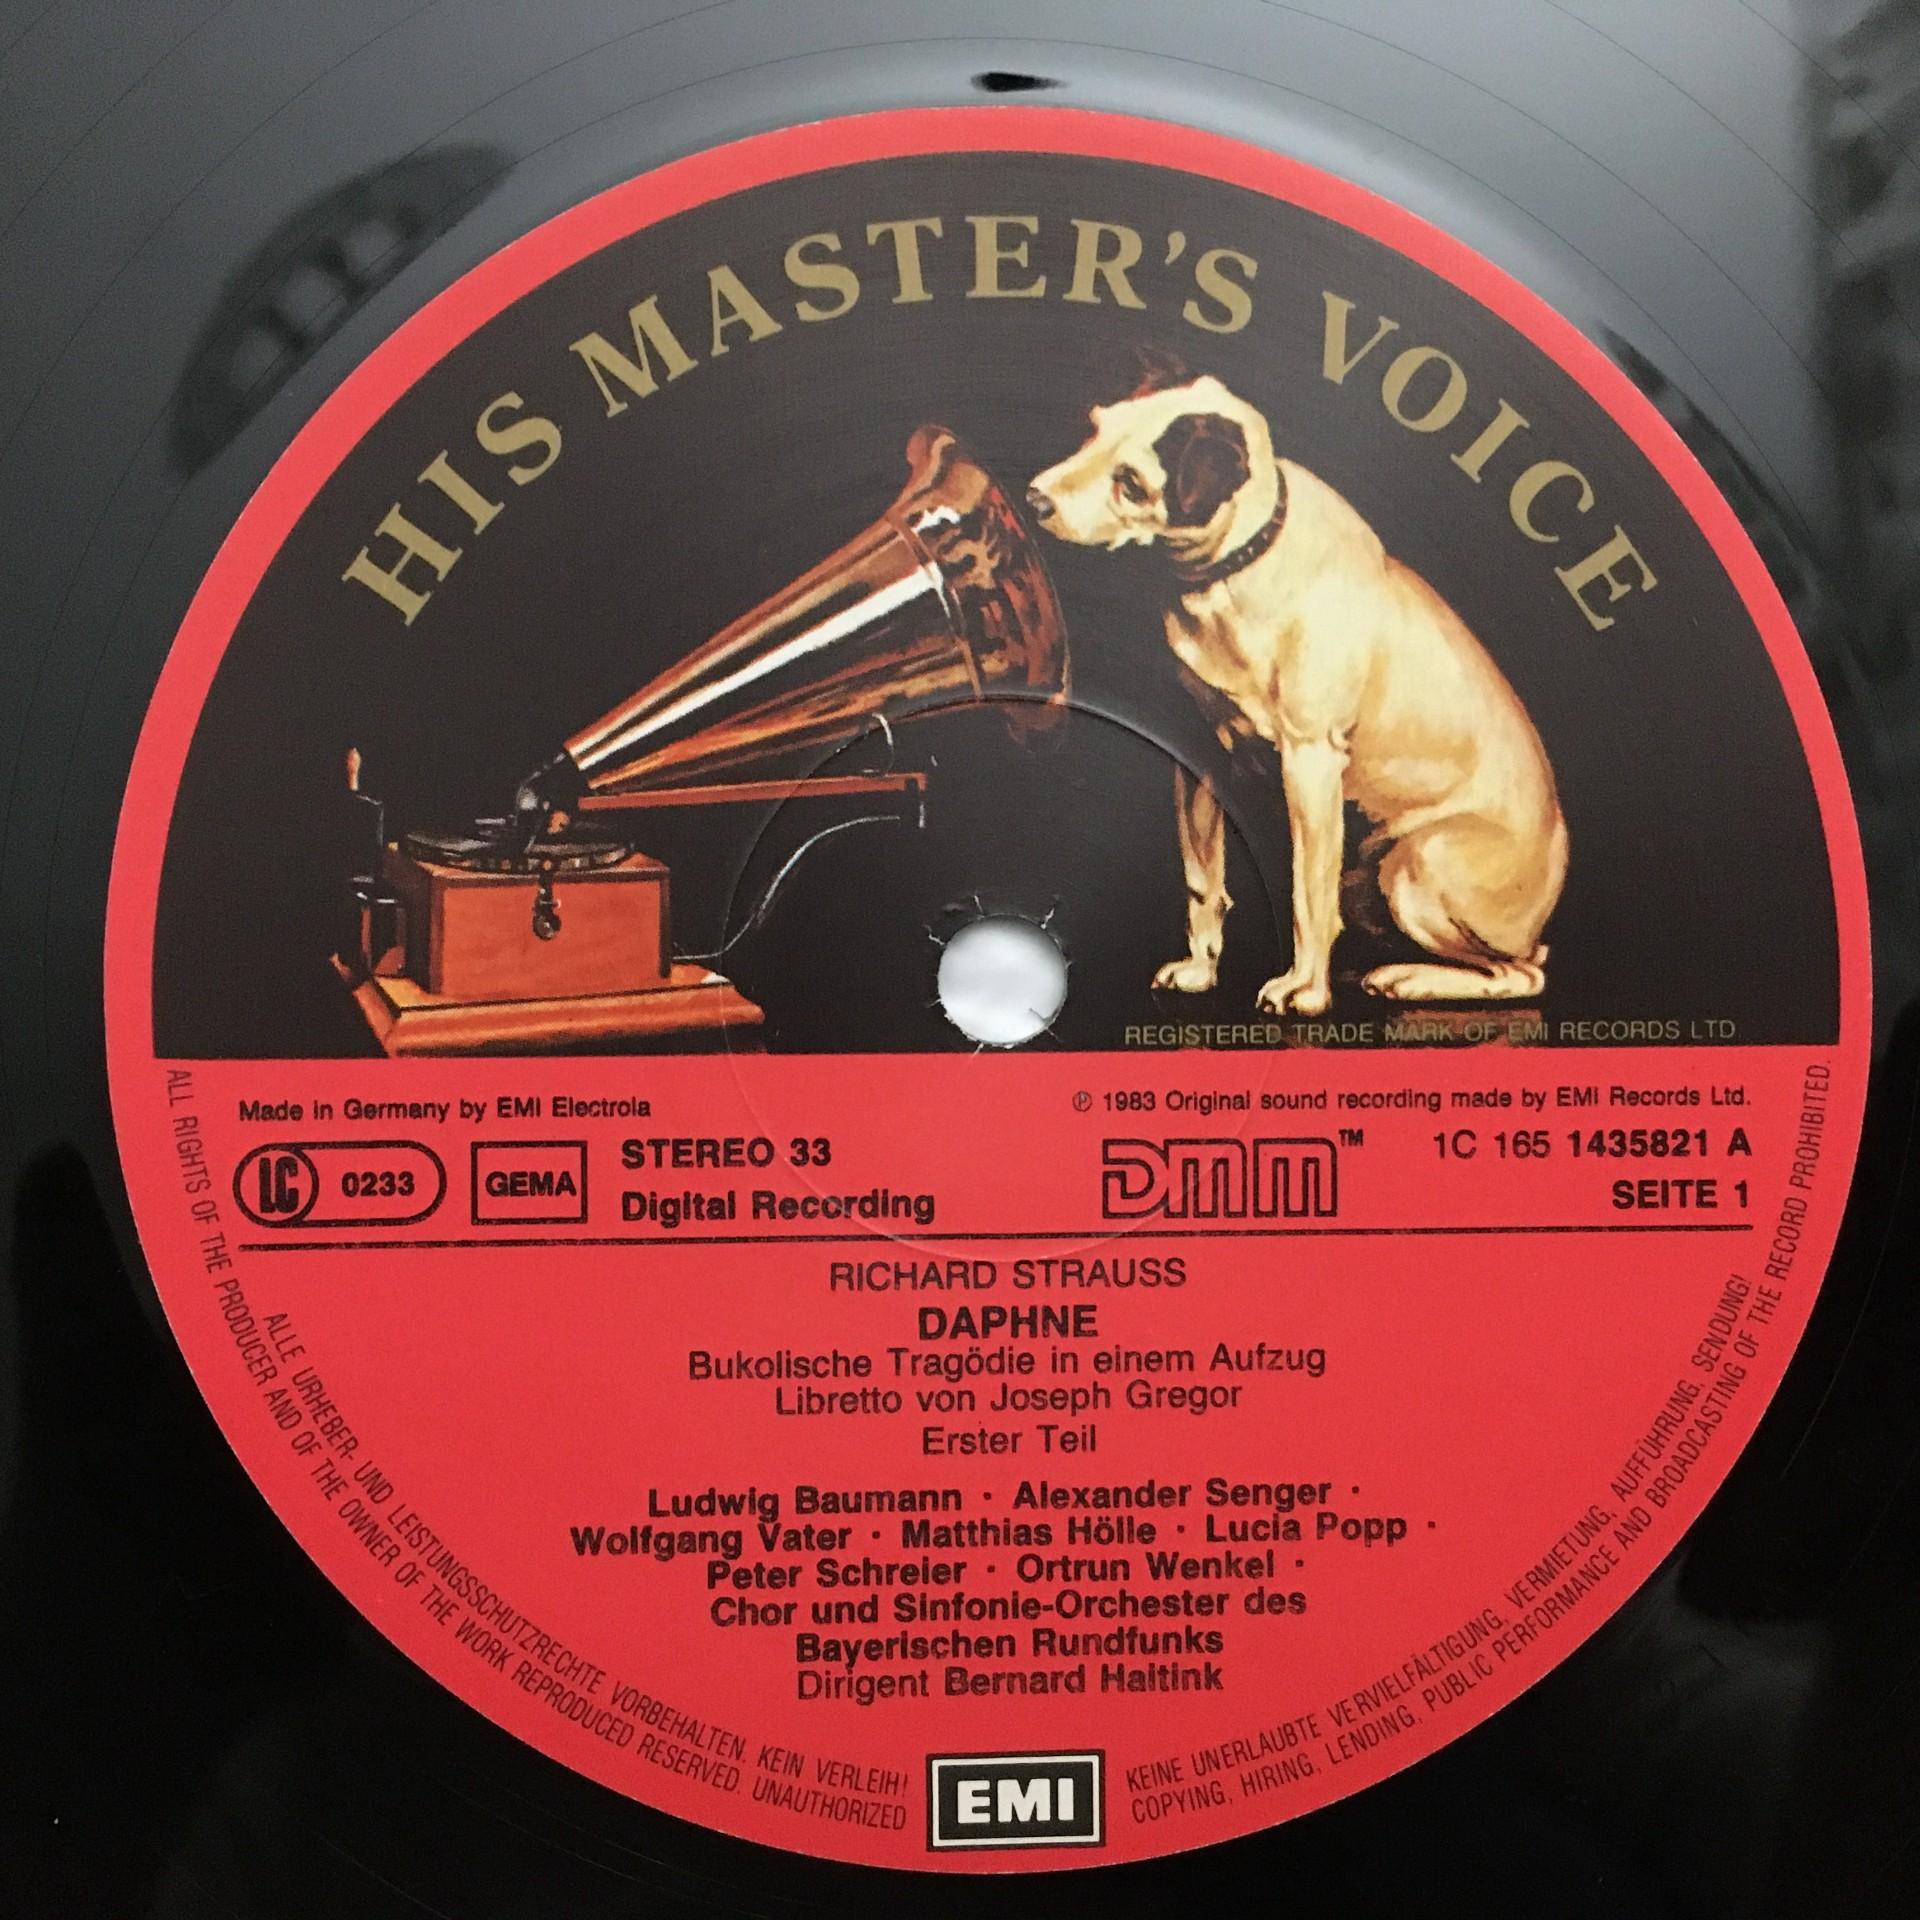 HIS MASTER'S VOICE
REGISTERED TRADE MARK OF EMI RECORDS LTD
Made in Germany by EMI Electrola
℗ 1983 Original sound recording made by EMI Records Ltd.
LC 0233
GEMA
STEREO 33
Digital Recording
DMM™
1C 165 1435821 A
SEITE 1
RICHARD STRAUSS
DAPHNE
Bukolische Tragödie in einem Aufzug
Libretto von Joseph Gregor
Erster Teil
Ludwig Baumann · Alexander Senger ·
Wolfgang Vater · Matthias Hölle · Lucia Popp ·
Peter Schreier · Ortrun Wenkel ·
Chor und Sinfonie-Orchester des
Bayerischen Rundfunks
Dirigent Bernard Haitink
EMI
ALLE URHEBER- UND LEISTUNGSSCHUTZRECHTE VORBEHALTEN. KEIN VERLEIH! KEINE UNERLAUBTE VERVIELFÄLTIGUNG, VERMIETUNG, AUFFÜHRUNG, SENDUNG!
ALL RIGHTS OF THE PRODUCER AND OF THE OWNER OF THE WORK REPRODUCED RESERVED. UNAUTHORIZED COPYING, HIRING, LENDING, PUBLIC PERFORMANCE AND BROADCASTING OF THE RECORD PROHIBITED.